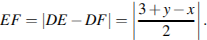 EF = |DE − DF| = |(3 + y − x)/2|.